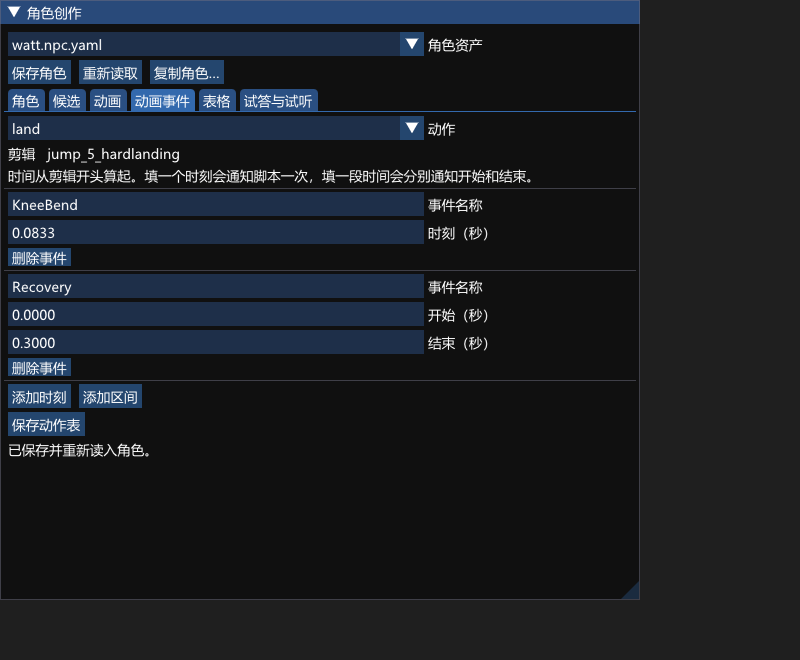 角色创作
watt.npc.yaml 角色资产
保存角色 重新读取 复制角色...
角色 候选 动画 动画事件 表格 试答与试听
land 动作
剪辑 jump_5_hardlanding
时间从剪辑开头算起。填一个时刻会通知脚本一次，填一段时间会分别通知开始和结束。
KneeBend 事件名称
0.0833 时刻（秒）
删除事件
Recovery 事件名称
0.0000 开始（秒）
0.3000 结束（秒）
删除事件
添加时刻 添加区间
保存动作表
已保存并重新读入角色。